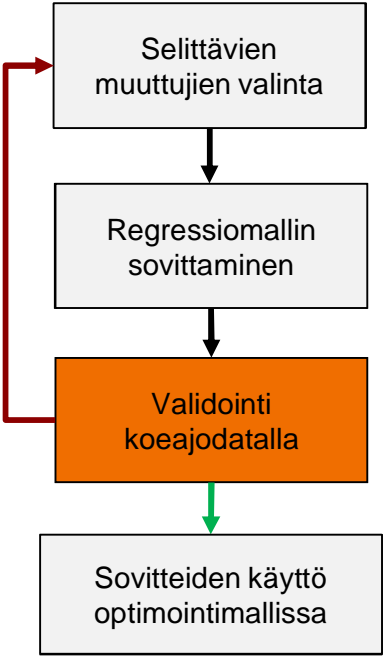 Selittävien
muuttujien valinta
Regressiomallin
sovittaminen
Validointi
koeajodatalla
Sovitteiden käyttö
optimointimallissa